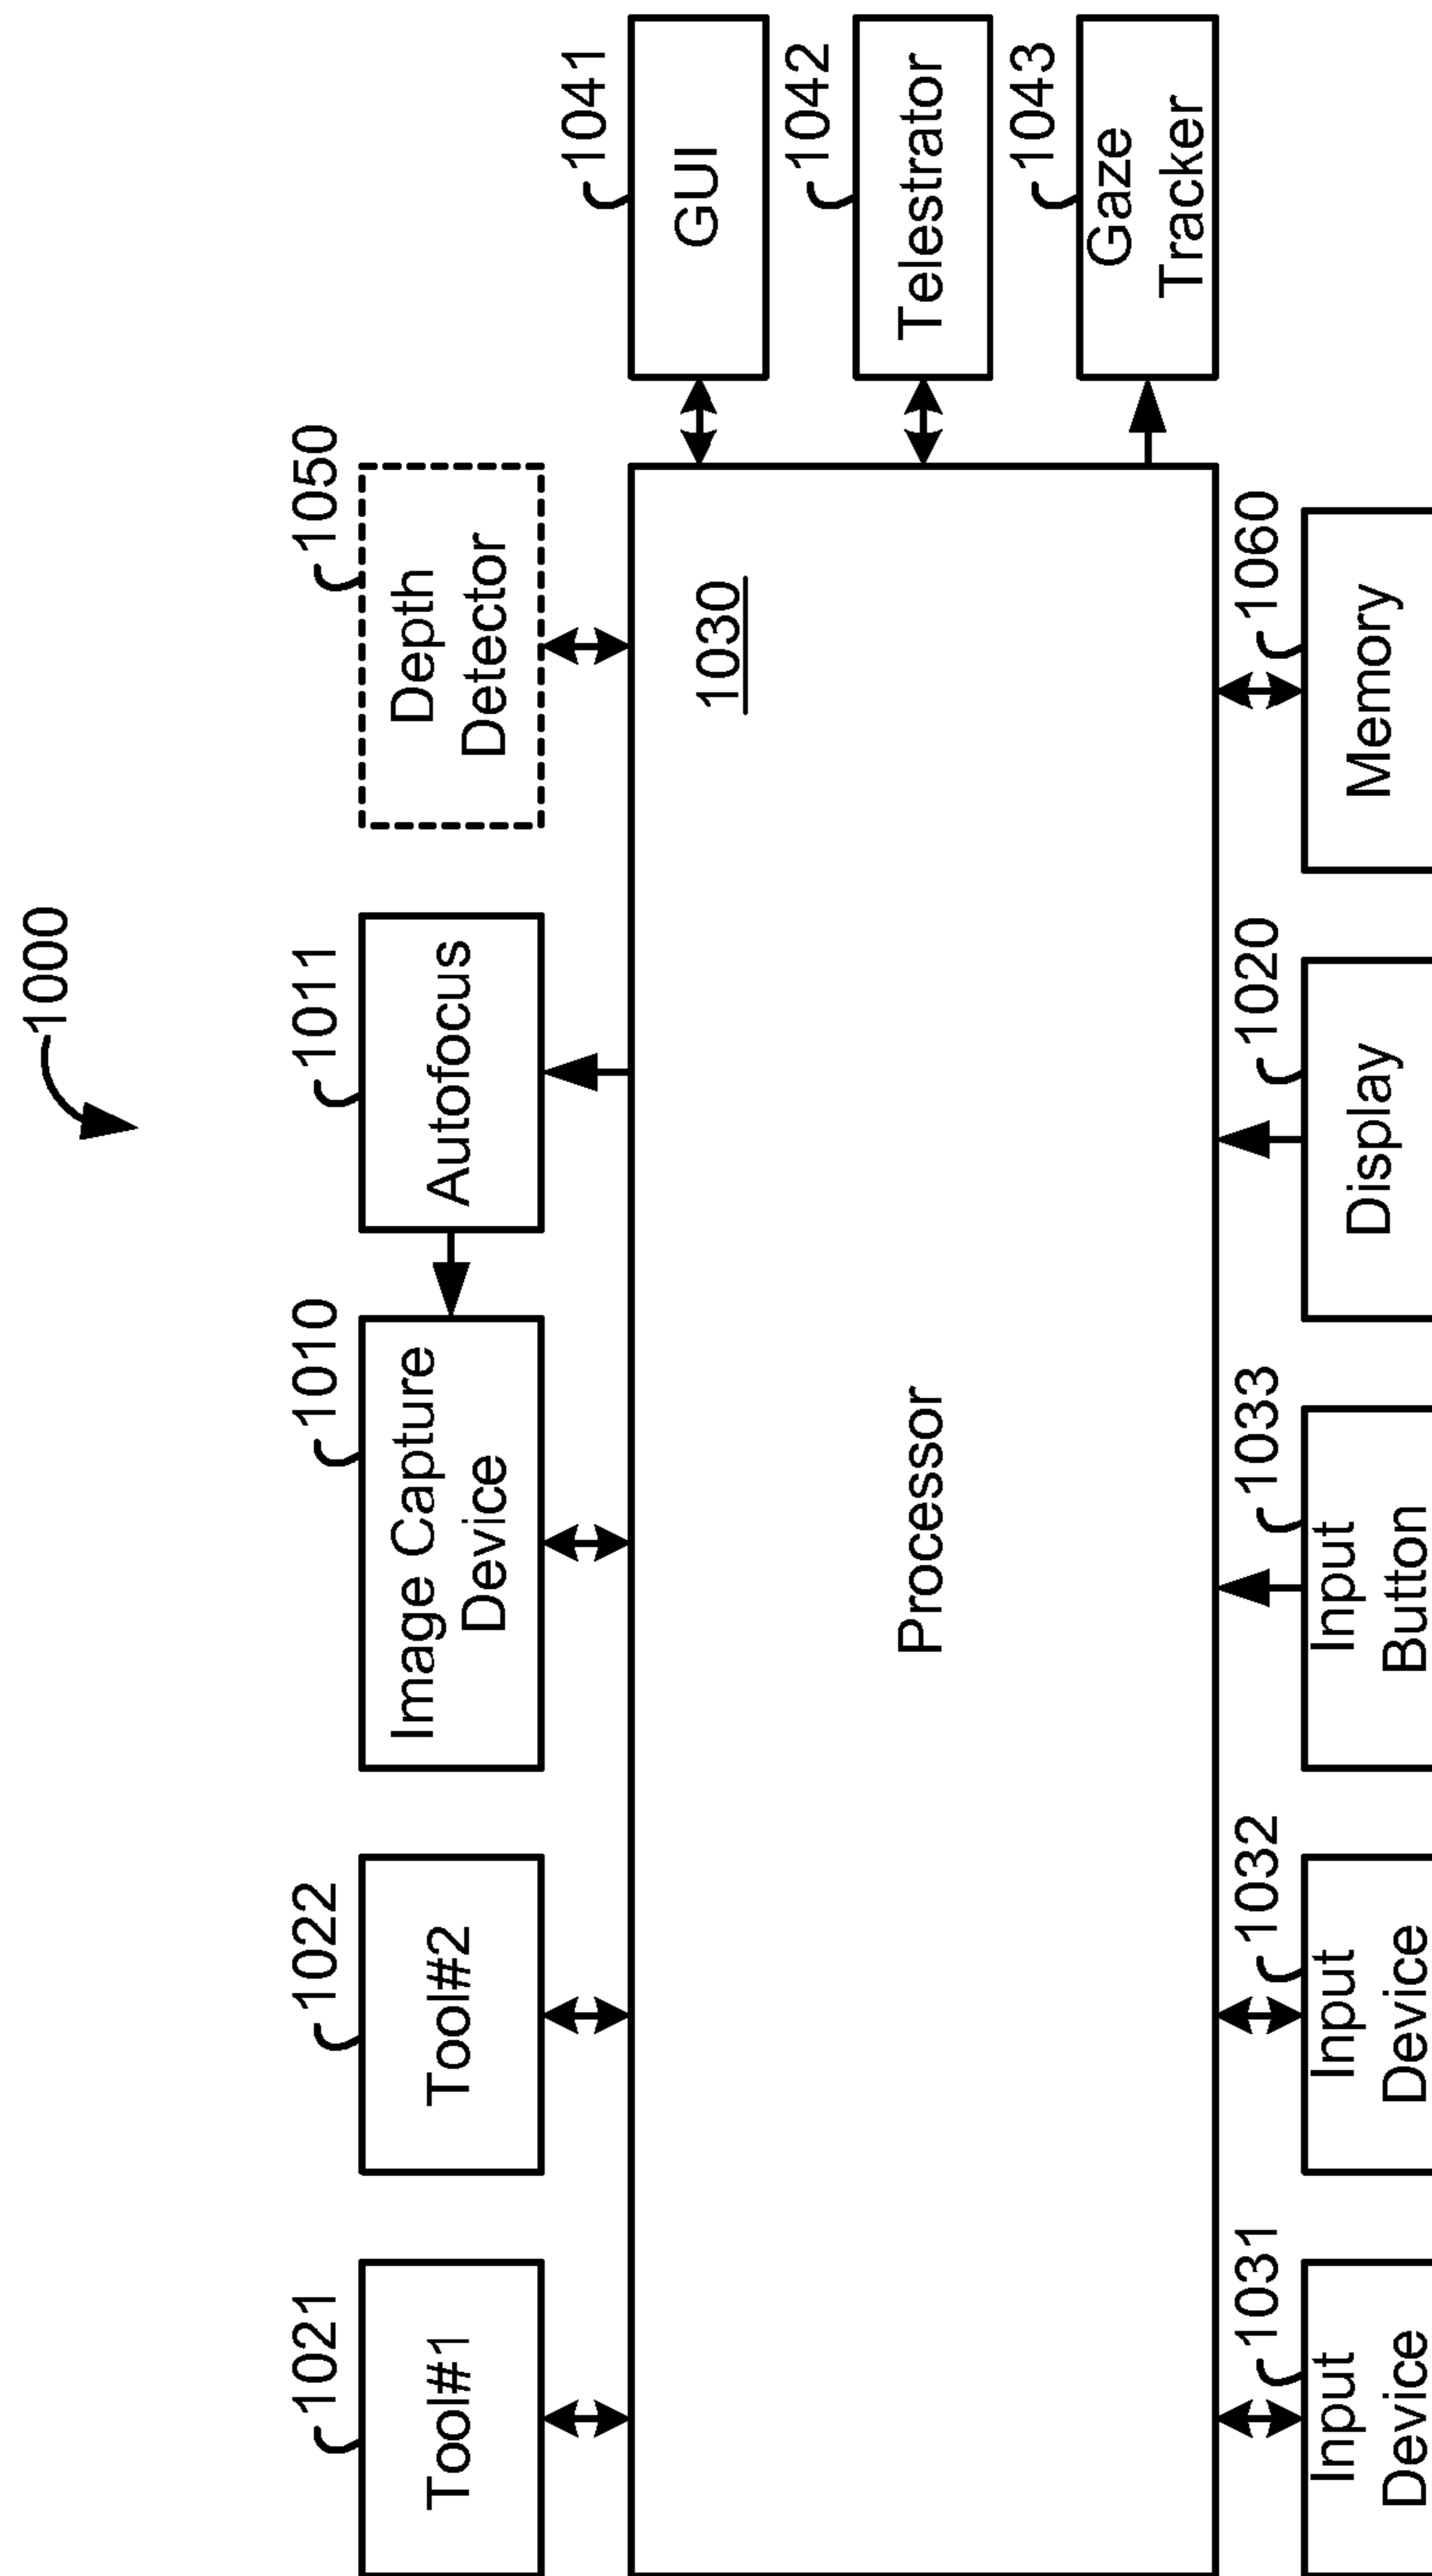 1000
1021
1022
1010
1011
1050
Tool#1
Tool#2
Image Capture
Device
Autofocus
Depth
Detector
1041
GUI
1030
1042
Processor
Telestrator
1043
Gaze
Tracker
1031
1032
1033
1020
1060
Input
Device
Input
Device
Input
Button
Display
Memory